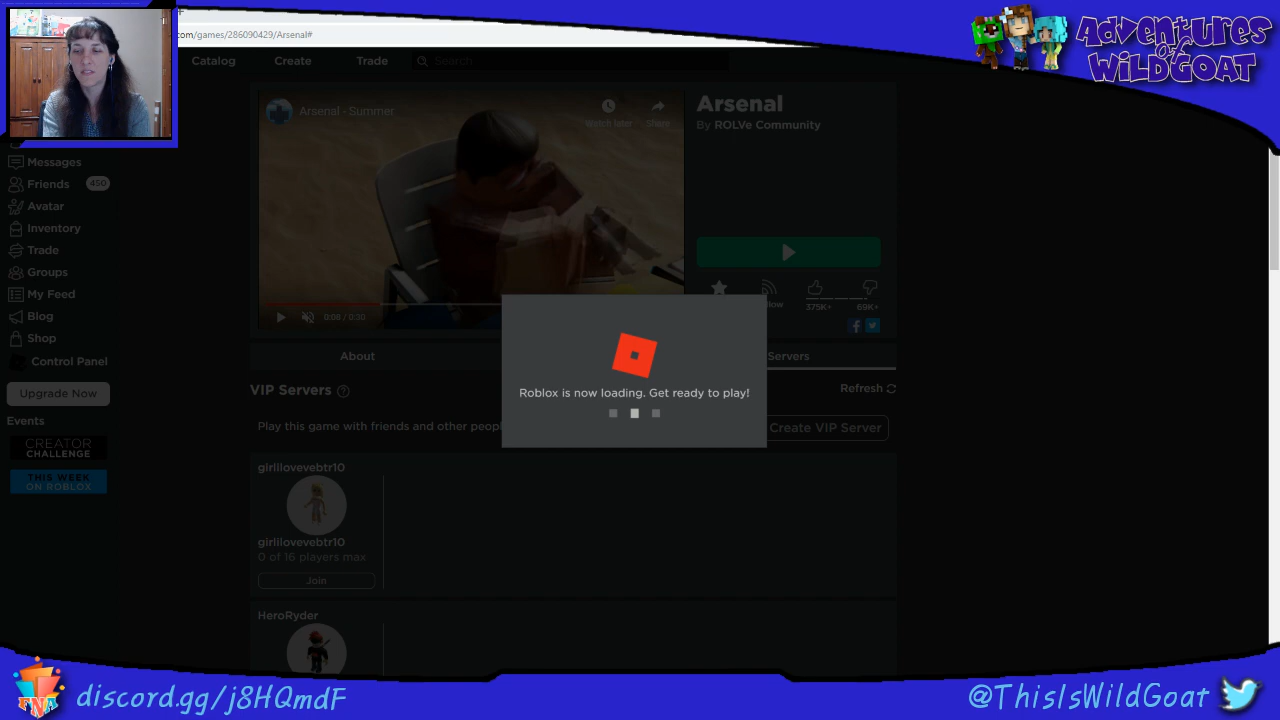 com/games/286090429/Arsenal#
Adventures
of
WildGoat
Catalog
Create
Trade
Search
Arsenal - Summer
Watch later
Share
Arsenal
By ROLVe Community
Messages
Friends
450
Avatar
Inventory
Trade
Groups
My Feed
Blog
Shop
Control Panel
Upgrade Now
Events
CREATOR
CHALLENGE
THIS WEEK
ON ROBLOX
0:08 / 0:30
375K+
69K+
Roblox is now loading. Get ready to play!
About
Servers
VIP Servers
Refresh
Play this game with friends and other peopl
Create VIP Server
girlilovevebtr10
girlilovevebtr10
0 of 16 players max
Join
HeroRyder
FNA
discord.gg/j8HQmdF
@ThisIsWildGoat